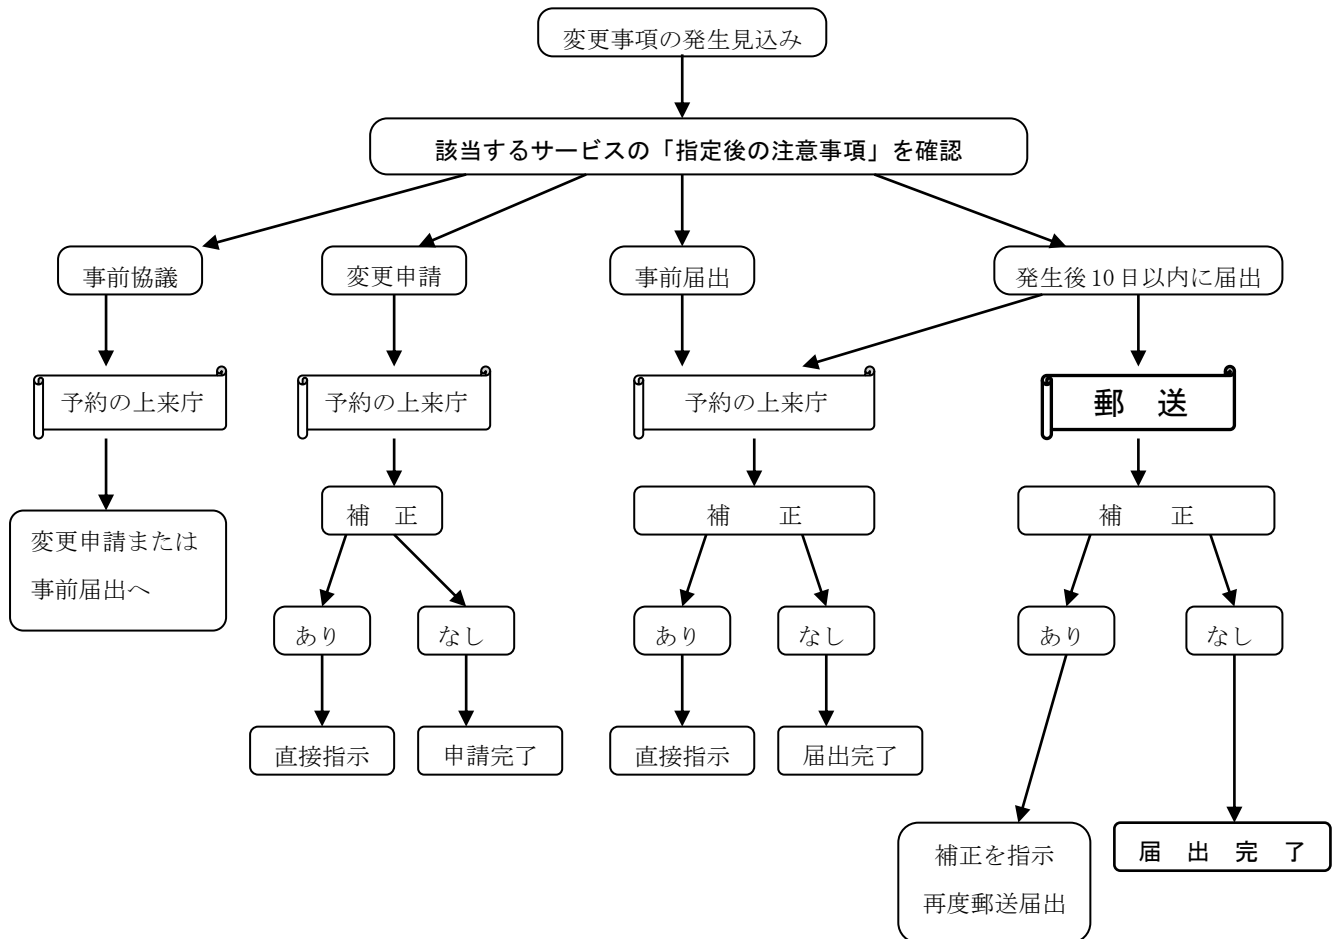 変更事項の発生見込み
該当するサービスの「指定後の注意事項」を確認
事前協議
変更申請
事前届出
発生後10日以内に届出
予約の上来庁
予約の上来庁
予約の上来庁
郵　送
変更申請または
事前届出へ
補　正
補　　正
補　　正
あり
なし
あり
なし
あり
なし
直接指示
申請完了
直接指示
届出完了
補正を指示
再度郵送届出
届　出　完　了